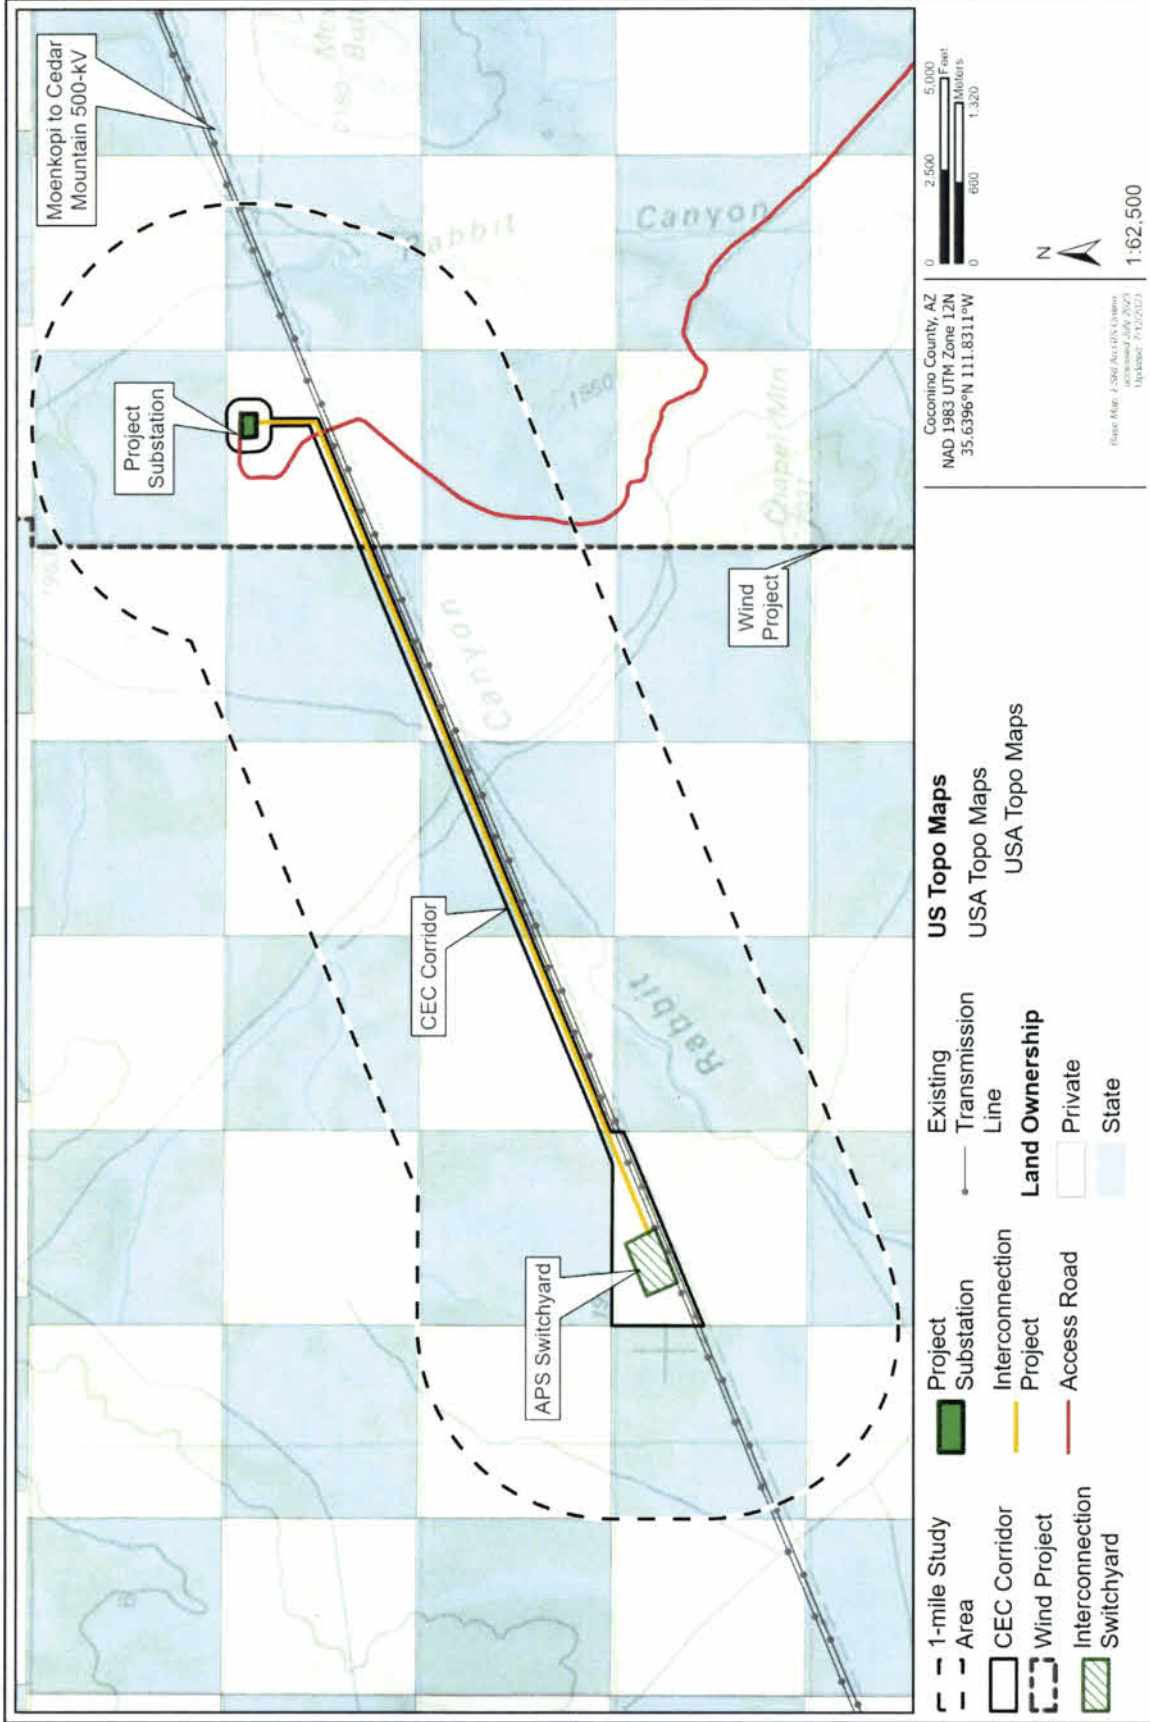 Moenkopi to Cedar
Mountain 500-kV
Project
Substation
Rabbit
Canyon
1850
Canyon
Wind
Project
CEC Corridor
Rabbit
APS Switchyard
1-mile Study
Area
CEC Corridor
Wind Project
Interconnection
Switchyard
Project
Substation
Interconnection
Project
Access Road
Existing
Transmission
Line
Land Ownership
Private
State
US Topo Maps
USA Topo Maps
USA Topo Maps
Coconino County, AZ
NAD 1983 UTM Zone 12N
35.6396°N 111.8311°W
0 2,500 5,000
Feet
Meters
0 660 1,320
N
1:62,500